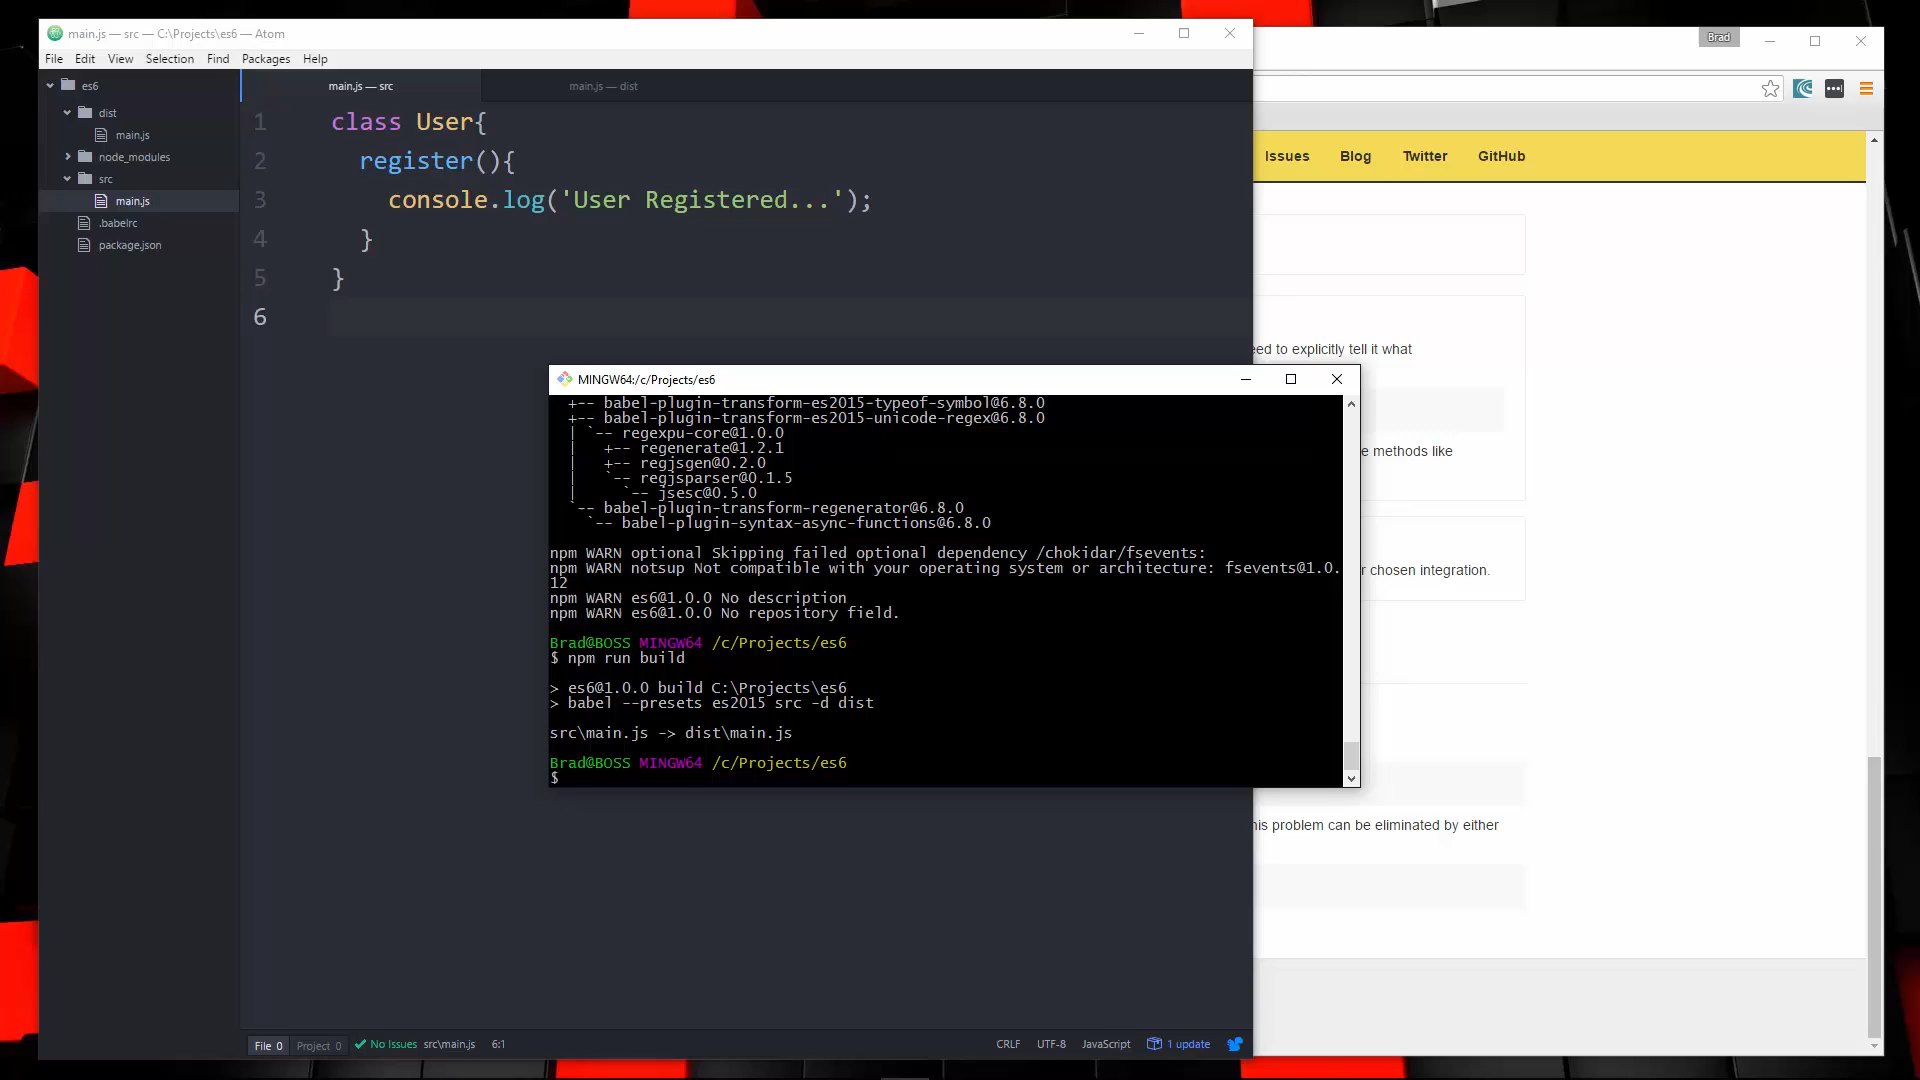 main.js — src — C:\Projects\es6 — Atom
File Edit View Selection Find Packages Help
es6
dist
main.js
node_modules
src
main.js
.babelrc
package.json
main.js — src
main.js — dist
1 class User{
2 register(){
3 console.log('User Registered...');
4 }
5 }
6
MINGW64:/c/Projects/es6
+-- babel-plugin-transform-es2015-typeof-symbol@6.8.0
+-- babel-plugin-transform-es2015-unicode-regex@6.8.0
| `-- regexpu-core@1.0.0
|   +-- regenerate@1.2.1
|   +-- regjsgen@0.2.0
|   `-- regjsparser@0.1.5
|     `-- jsesc@0.5.0
`-- babel-plugin-transform-regenerator@6.8.0
`-- babel-plugin-syntax-async-functions@6.8.0
npm WARN optional Skipping failed optional dependency /chokidar/fsevents:
npm WARN notsup Not compatible with your operating system or architecture: fsevents@1.0.
12
npm WARN es6@1.0.0 No description
npm WARN es6@1.0.0 No repository field.
Brad@BOSS MINGW64 /c/Projects/es6
$ npm run build
> es6@1.0.0 build C:\Projects\es6
> babel --presets es2015 src -d dist
src\main.js -> dist\main.js
Brad@BOSS MINGW64 /c/Projects/es6
$
File 0 Project 0 No Issues src\main.js 6:1
CRLF UTF-8 JavaScript 1 update
Brad
Issues Blog Twitter GitHub
to explicitly tell it what
methods like
chosen integration.
problem can be eliminated by either